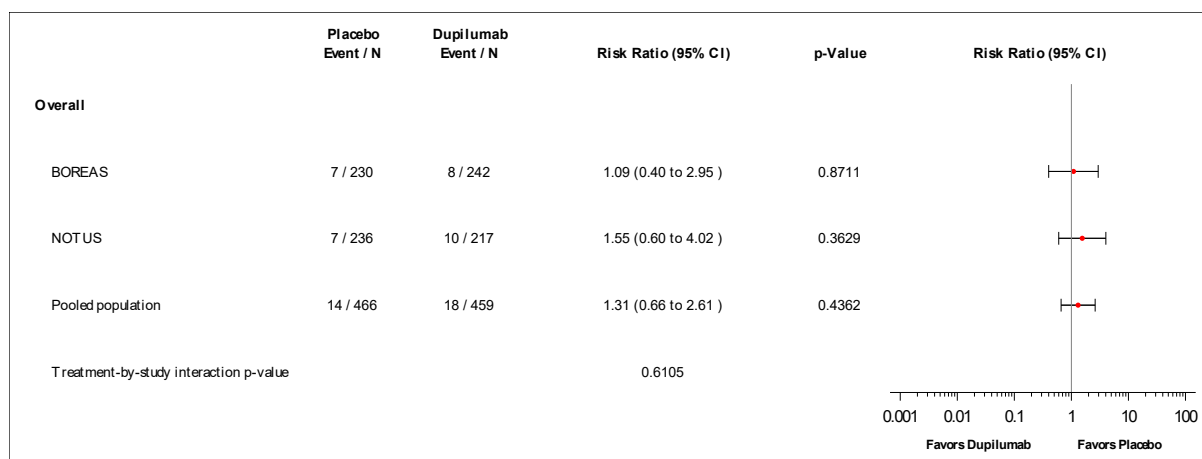 Placebo Dupilumab
Event / N Event / N Risk Ratio (95% CI) p-Value Risk Ratio (95% CI)
Overall
BOREAS 7 / 230 8 / 242 1.09 (0.40 to 2.95 ) 0.8711
NOTUS 7 / 236 10 / 217 1.55 (0.60 to 4.02 ) 0.3629
Pooled population 14 / 466 18 / 459 1.31 (0.66 to 2.61 ) 0.4362
Treatment-by-study interaction p-value 0.6105
0.001 0.01 0.1 1 10 100
Favors Dupilumab Favors Placebo